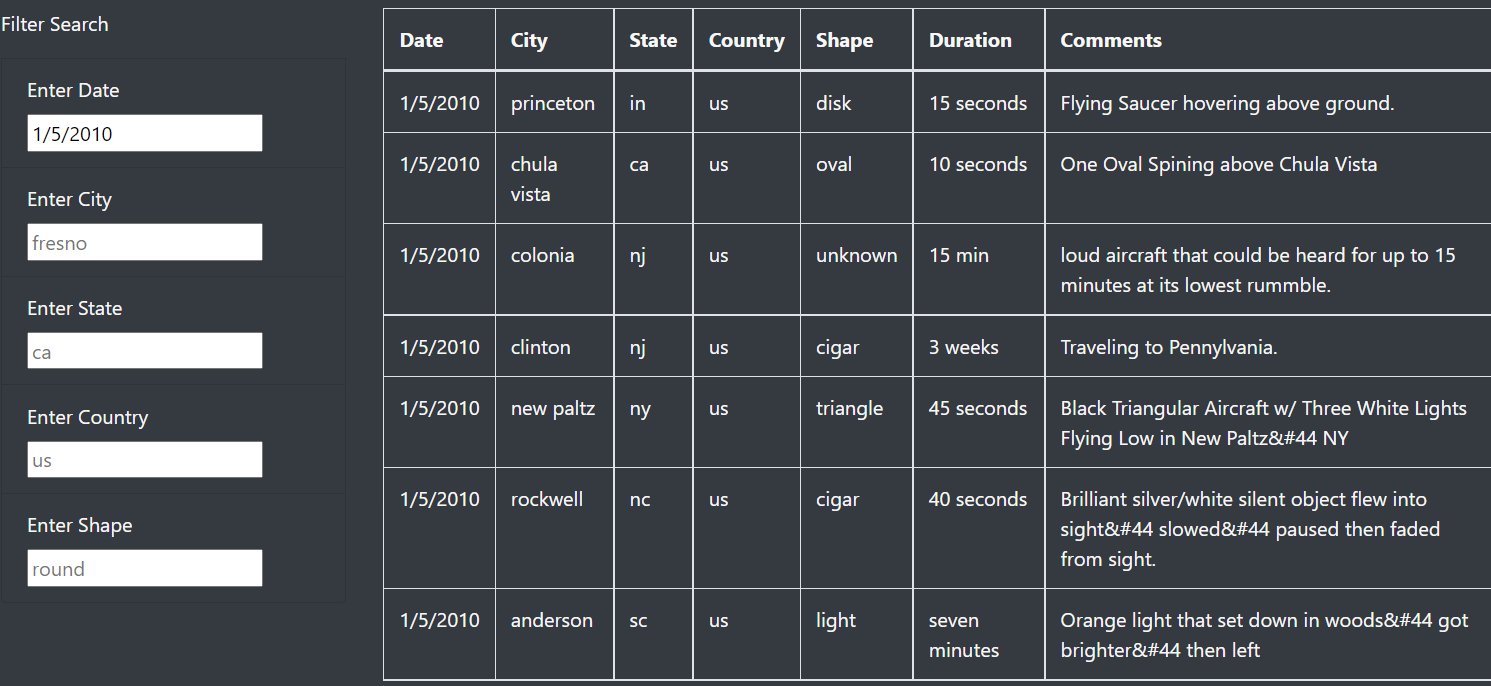 Filter Search
Enter Date
1/5/2010
Enter City
fresno
Enter State
ca
Enter Country
us
Enter Shape
round
Date City State Country Shape Duration Comments
1/5/2010 princeton in us disk 15 seconds Flying Saucer hovering above ground.
1/5/2010 chula ca us oval 10 seconds One Oval Spining above Chula Vista
vista
1/5/2010 colonia nj us unknown 15 min loud aircraft that could be heard for up to 15
minutes at its lowest rummble.
1/5/2010 clinton nj us cigar 3 weeks Traveling to Pennylvania.
1/5/2010 new paltz ny us triangle 45 seconds Black Triangular Aircraft w/ Three White Lights
Flying Low in New Paltz&#44 NY
1/5/2010 rockwell nc us cigar 40 seconds Brilliant silver/white silent object flew into
sight&#44 slowed&#44 paused then faded
from sight.
1/5/2010 anderson sc us light seven Orange light that set down in woods&#44 got
minutes brighter&#44 then left